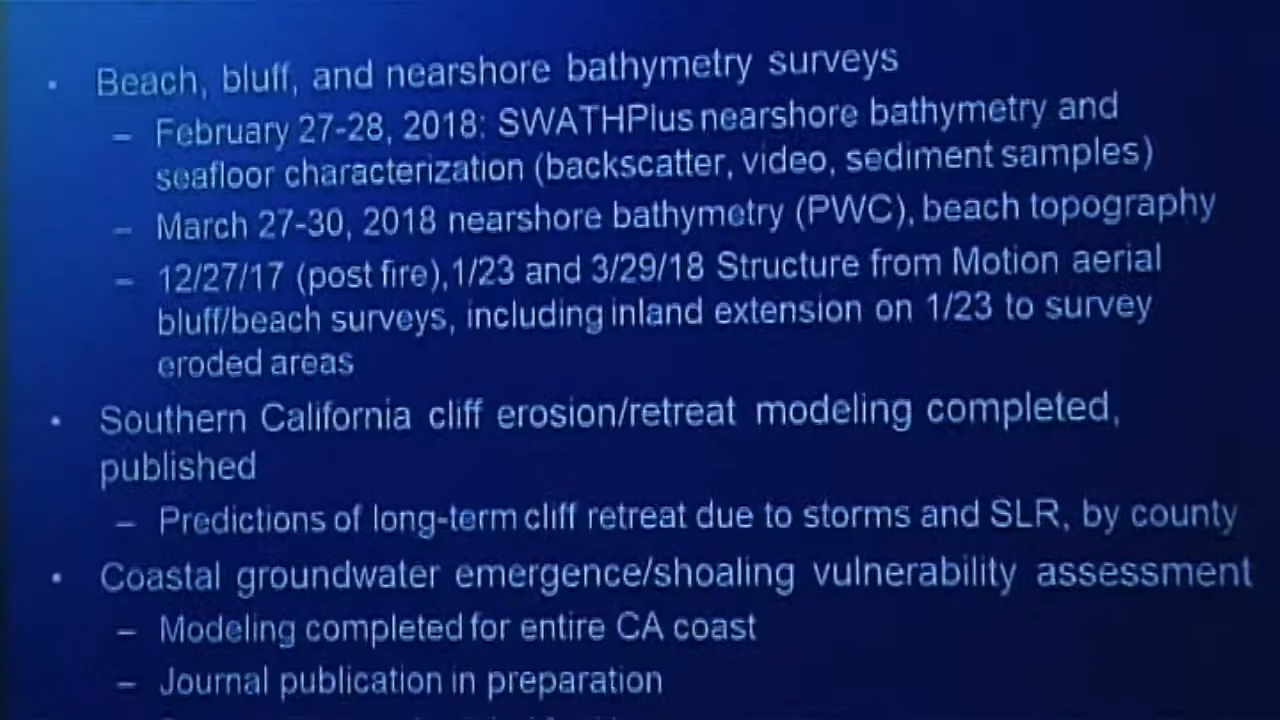 • Beach, bluff, and nearshore bathymetry surveys
– February 27-28, 2018: SWATHPlus nearshore bathymetry and
seafloor characterization (backscatter, video, sediment samples)
– March 27-30, 2018 nearshore bathymetry (PWC), beach topography
– 12/27/17 (post fire), 1/23 and 3/29/18 Structure from Motion aerial
bluff/beach surveys, including inland extension on 1/23 to survey
eroded areas
• Southern California cliff erosion/retreat modeling completed,
published
– Predictions of long-term cliff retreat due to storms and SLR, by county
• Coastal groundwater emergence/shoaling vulnerability assessment
– Modeling completed for entire CA coast
– Journal publication in preparation